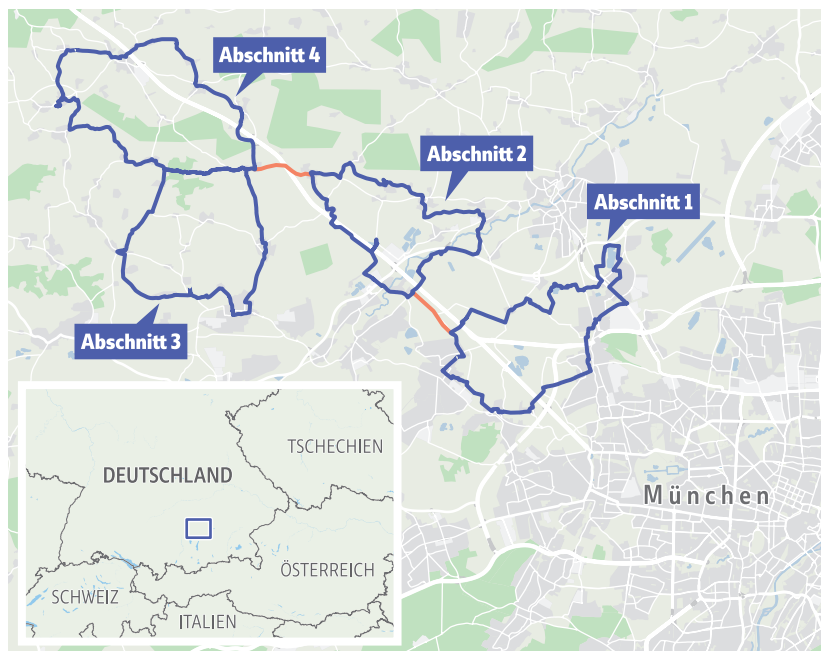 Abschnitt 4
Abschnitt 2
Abschnitt 1
Abschnitt 3
München
TSCHECHIEN
DEUTSCHLAND
ÖSTERREICH
SCHWEIZ
ITALIEN